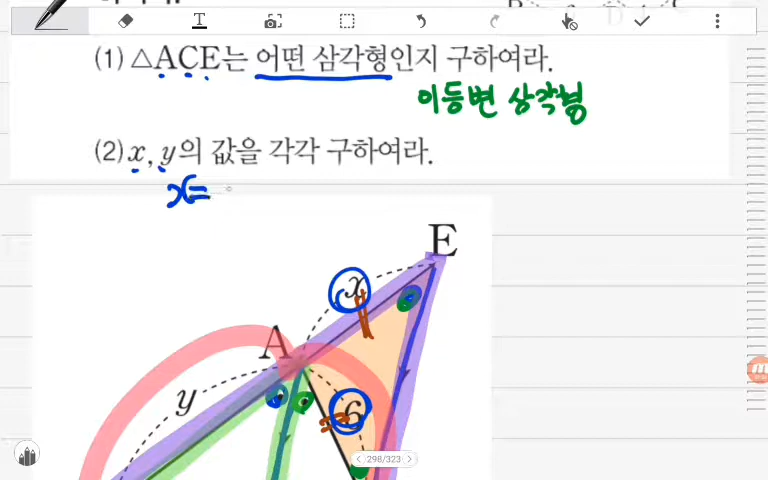 (1) △ACE는 어떤 삼각형인지 구하여라.
이등변 삼각형
(2) x, y의 값을 각각 구하여라.
x=
E
x
A
y
6
298/323